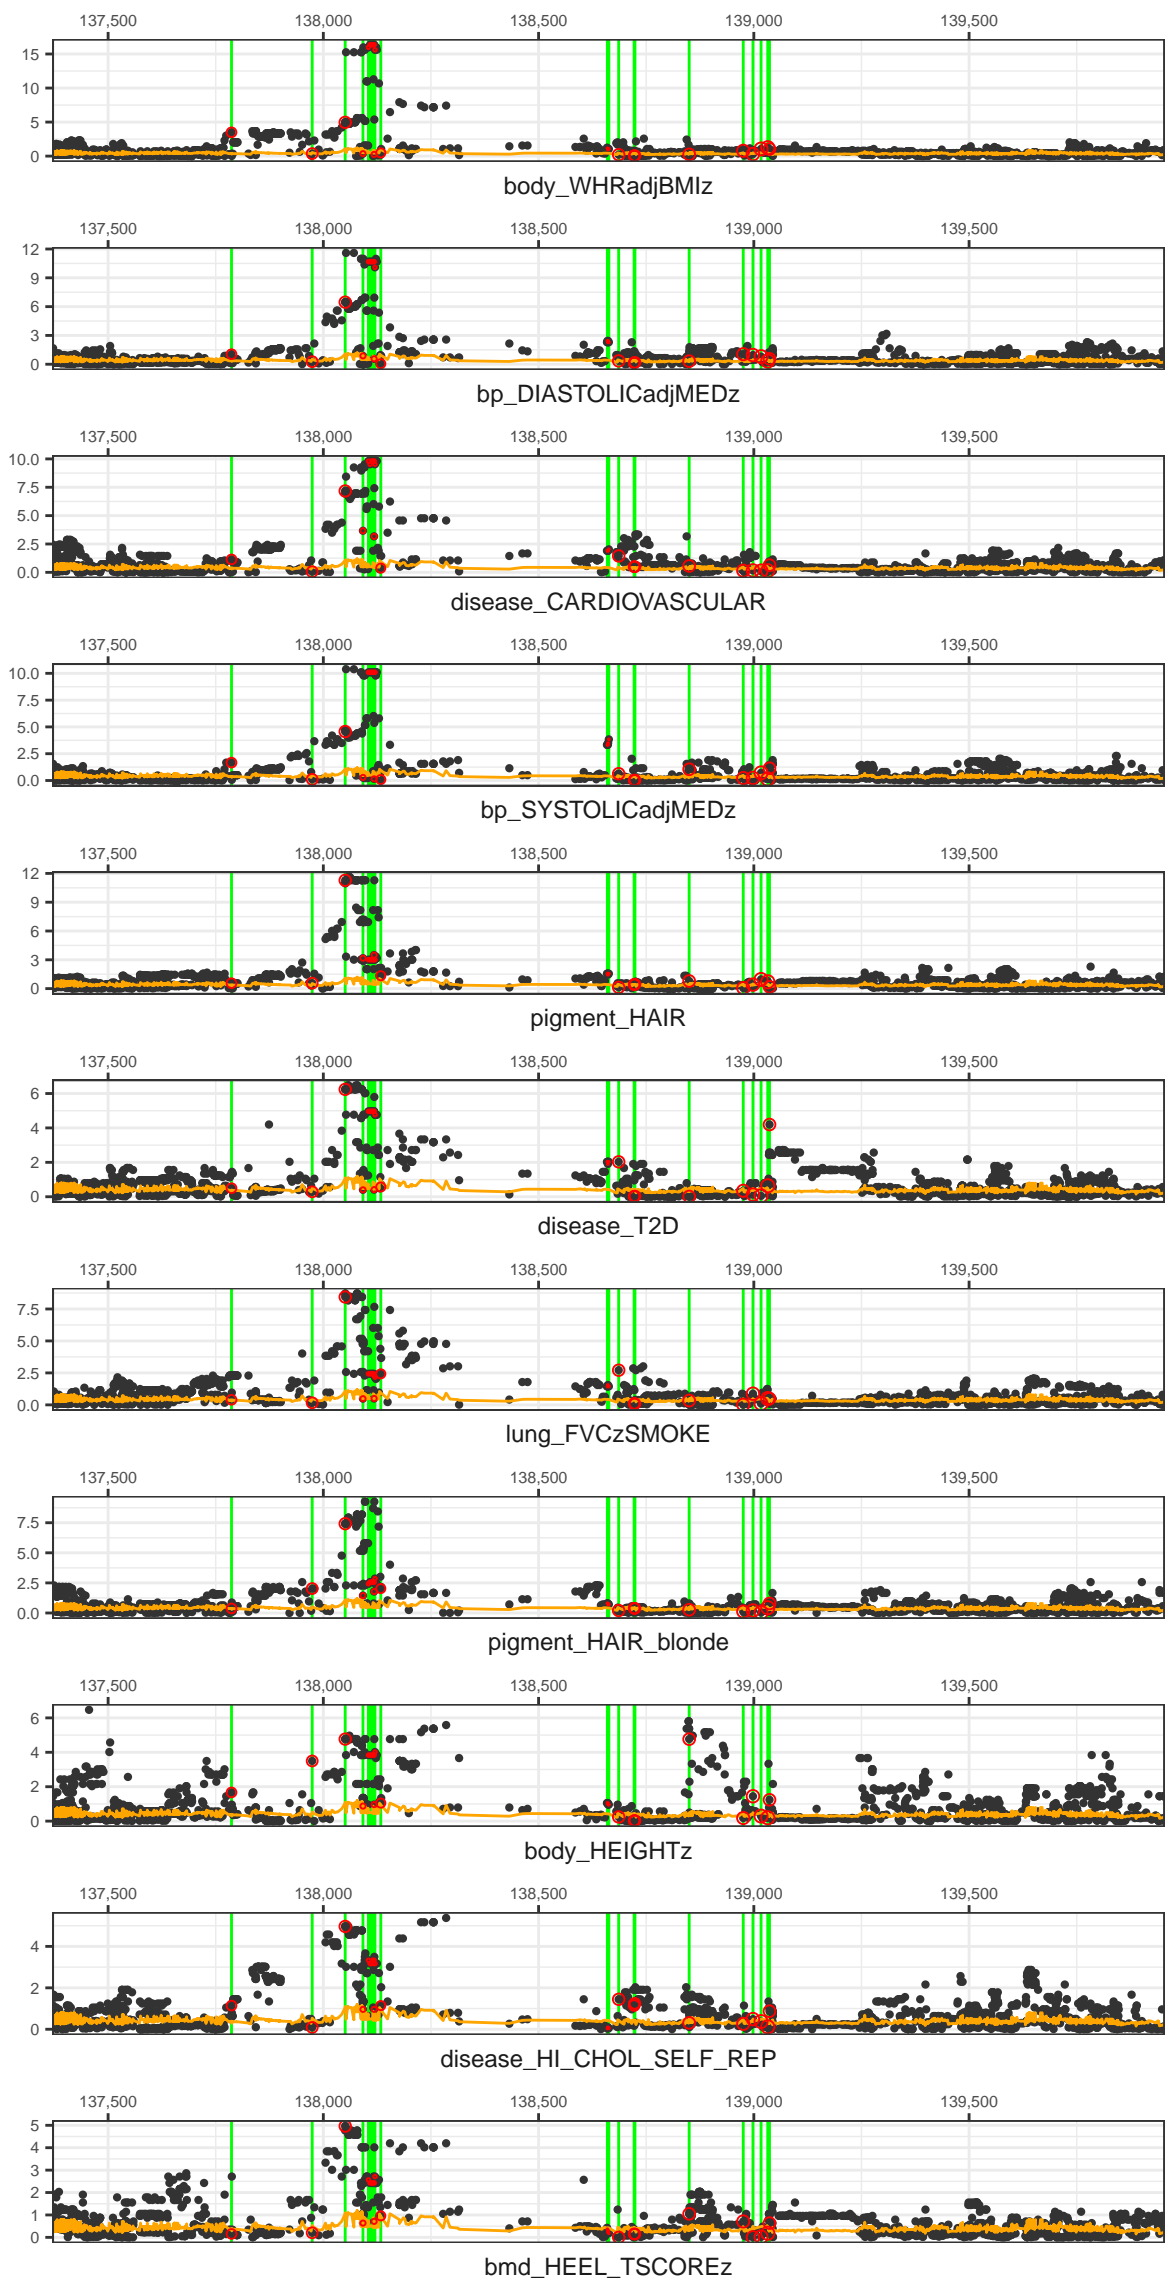 137,500 138,000 138,500 139,000 139,500
15
10
5
0
body_WHRadjBMIz
137,500 138,000 138,500 139,000 139,500
12
9
6
3
0
bp_DIASTOLICadjMEDz
137,500 138,000 138,500 139,000 139,500
10.0
7.5
5.0
2.5
0.0
disease_CARDIOVASCULAR
137,500 138,000 138,500 139,000 139,500
10.0
7.5
5.0
2.5
0.0
bp_SYSTOLICadjMEDz
137,500 138,000 138,500 139,000 139,500
12
9
6
3
0
pigment_HAIR
137,500 138,000 138,500 139,000 139,500
6
4
2
0
disease_T2D
137,500 138,000 138,500 139,000 139,500
7.5
5.0
2.5
0.0
lung_FVCzSMOKE
137,500 138,000 138,500 139,000 139,500
7.5
5.0
2.5
0.0
pigment_HAIR_blonde
137,500 138,000 138,500 139,000 139,500
6
4
2
0
body_HEIGHTz
137,500 138,000 138,500 139,000 139,500
4
2
0
disease_HI_CHOL_SELF_REP
137,500 138,000 138,500 139,000 139,500
5
4
3
2
1
0
bmd_HEEL_TSCOREz